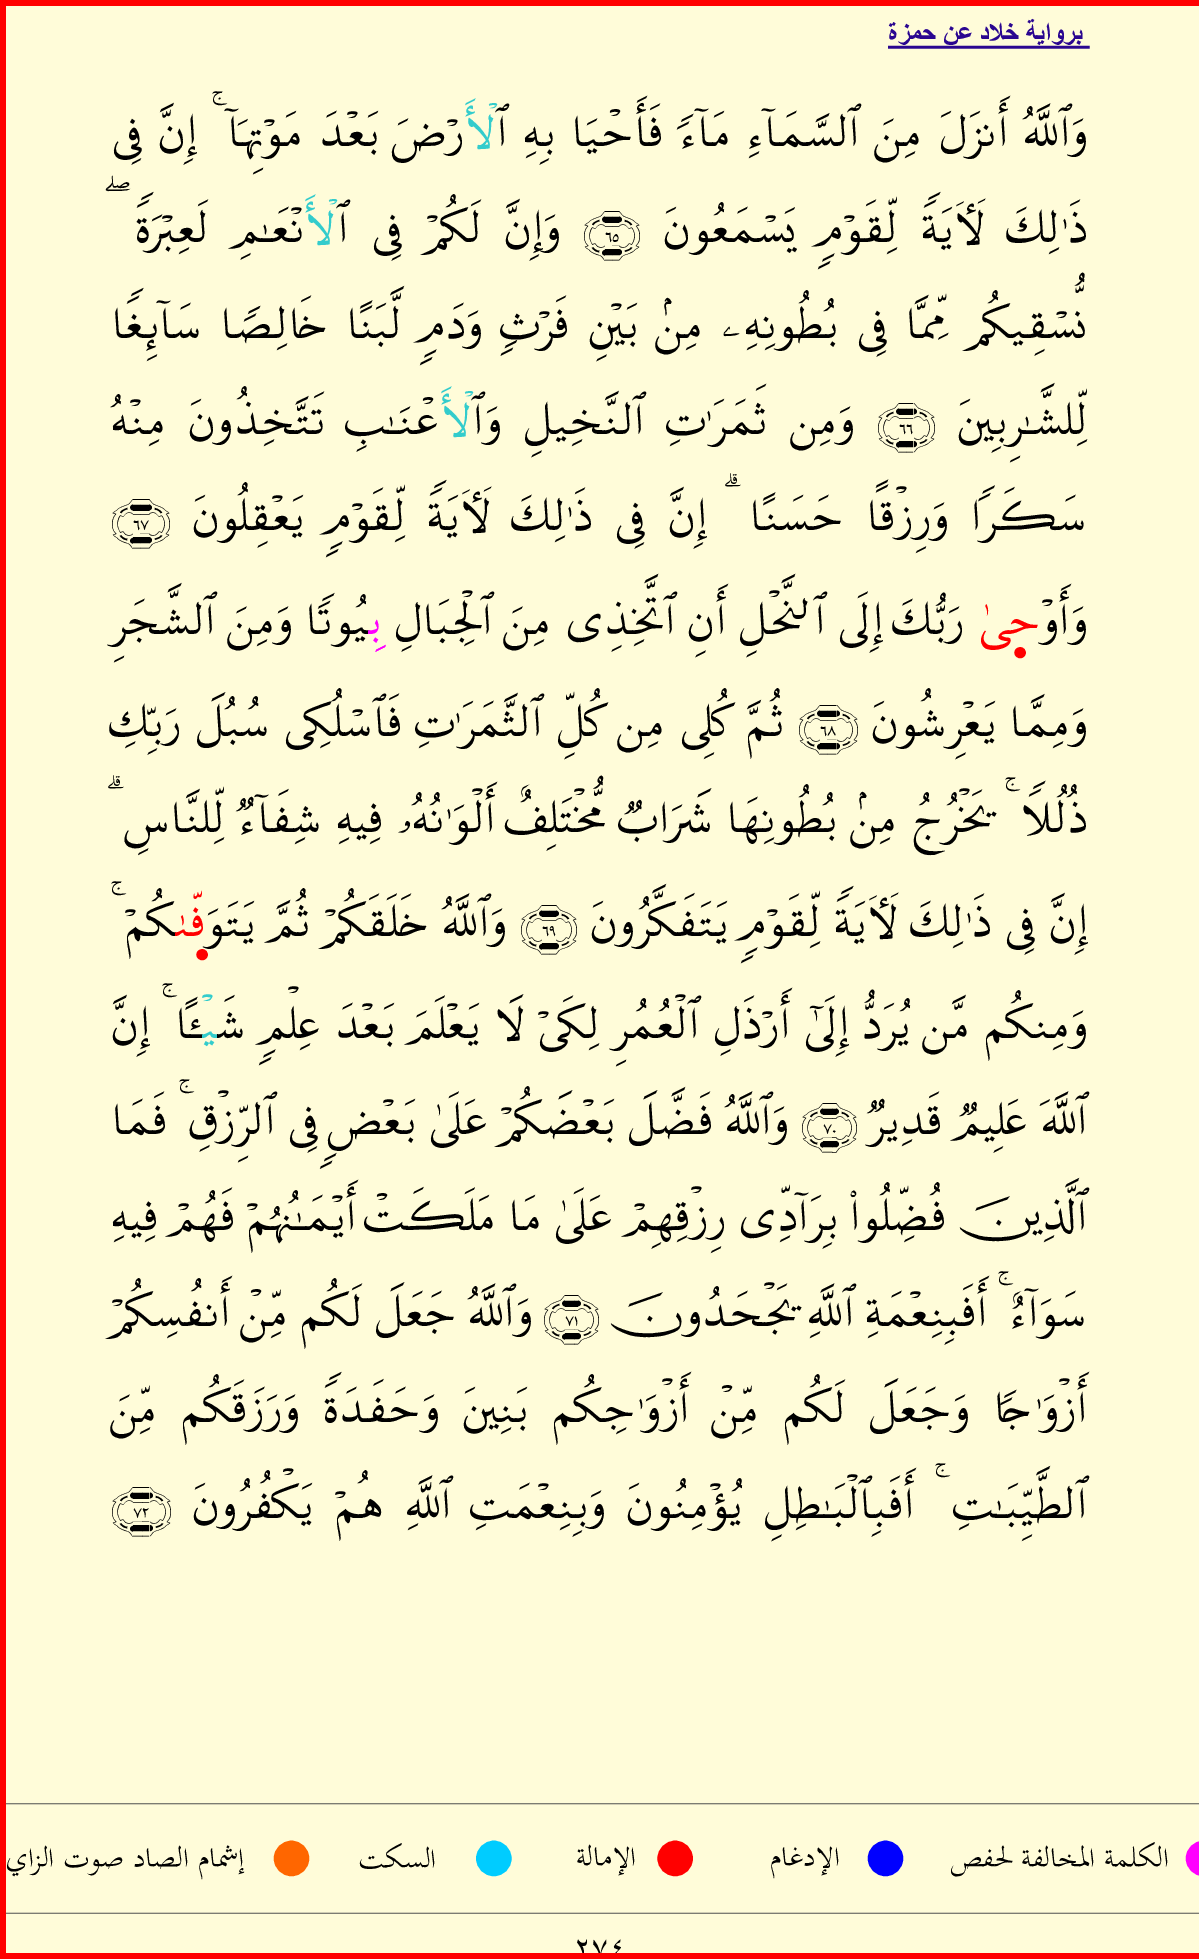 برواية خلاد عن حمزة
وَٱللَّهُ أَنزَلَ مِنَ ٱلسَّمَآءِ مَآءً فَأَحۡيَا بِهِ ٱلۡأَرۡضَ بَعۡدَ مَوۡتِهَآۚ إِنَّ فِى
ذَٰلِكَ لَأٓيَةً لِّقَوۡمٍ يَسۡمَعُونَ ٦٥ وَإِنَّ لَكُمۡ فِى ٱلۡأَنۡعَـٰمِ لَعِبۡرَةًۖ
نُّسۡقِيكُم مِّمَّا فِى بُطُونِهِۦ مِنۢ بَيۡنِ فَرۡثٍ وَدَمٍ لَّبَنًا خَالِصًا سَآئِغًا
لِّلشَّـٰرِبِينَ ٦٦ وَمِن ثَمَرَٰتِ ٱلنَّخِيلِ وَٱلۡأَعۡنَـٰبِ تَتَّخِذُونَ مِنۡهُ
سَكَرًا وَرِزۡقًا حَسَنًاۗ إِنَّ فِى ذَٰلِكَ لَأٓيَةً لِّقَوۡمٍ يَعۡقِلُونَ ٦٧
وَأَوۡحِىٰ رَبُّكَ إِلَى ٱلنَّحۡلِ أَنِ ٱتَّخِذِى مِنَ ٱلۡجِبَالِ بِيُوتًا وَمِنَ ٱلشَّجَرِ
وَمِمَّا يَعۡرِشُونَ ٦٨ ثُمَّ كُلِى مِن كُلِّ ٱلثَّمَرَٰتِ فَٱسۡلُكِى سُبُلَ رَبِّكِ
ذُلُلًاۚ يَخۡرُجُ مِنۢ بُطُونِهَا شَرَابٌ مُّخۡتَلِفٌ أَلۡوَٰنُهُۥ فِيهِ شِفَآءٌ لِّلنَّاسِۗ
إِنَّ فِى ذَٰلِكَ لَأٓيَةً لِّقَوۡمٍ يَتَفَكَّرُونَ ٦٩ وَٱللَّهُ خَلَقَكُمۡ ثُمَّ يَتَوَفّىٰكُمۡۚ
وَمِنكُم مَّن يُرَدُّ إِلَىٰٓ أَرۡذَلِ ٱلۡعُمُرِ لِكَىۡ لَا يَعۡلَمَ بَعۡدَ عِلۡمٍ شَيۡـًٔاۚ إِنَّ
ٱللَّهَ عَلِيمٌ قَدِيرٌ ٧٠ وَٱللَّهُ فَضَّلَ بَعۡضَكُمۡ عَلَىٰ بَعۡضٍ فِى ٱلرِّزۡقِۚ فَمَا
ٱلَّذِينَ فُضِّلُوا۟ بِرَآدِّى رِزۡقِهِمۡ عَلَىٰ مَا مَلَكَتۡ أَيۡمَـٰنُهُمۡ فَهُمۡ فِيهِ
سَوَآءٌۚ أَفَبِنِعۡمَةِ ٱللَّهِ يَجۡحَدُونَ ٧١ وَٱللَّهُ جَعَلَ لَكُم مِّنۡ أَنفُسِكُمۡ
أَزۡوَٰجًا وَجَعَلَ لَكُم مِّنۡ أَزۡوَٰجِكُم بَنِينَ وَحَفَدَةً وَرَزَقَكُم مِّنَ
ٱلطَّيِّبَـٰتِۚ أَفَبِٱلۡبَـٰطِلِ يُؤۡمِنُونَ وَبِنِعۡمَتِ ٱللَّهِ هُمۡ يَكۡفُرُونَ ٧٢
الكلمة المخالفة لحفص الإدغام الإمالة السكت إشمام الصاد صوت الزاي
٢٧٤